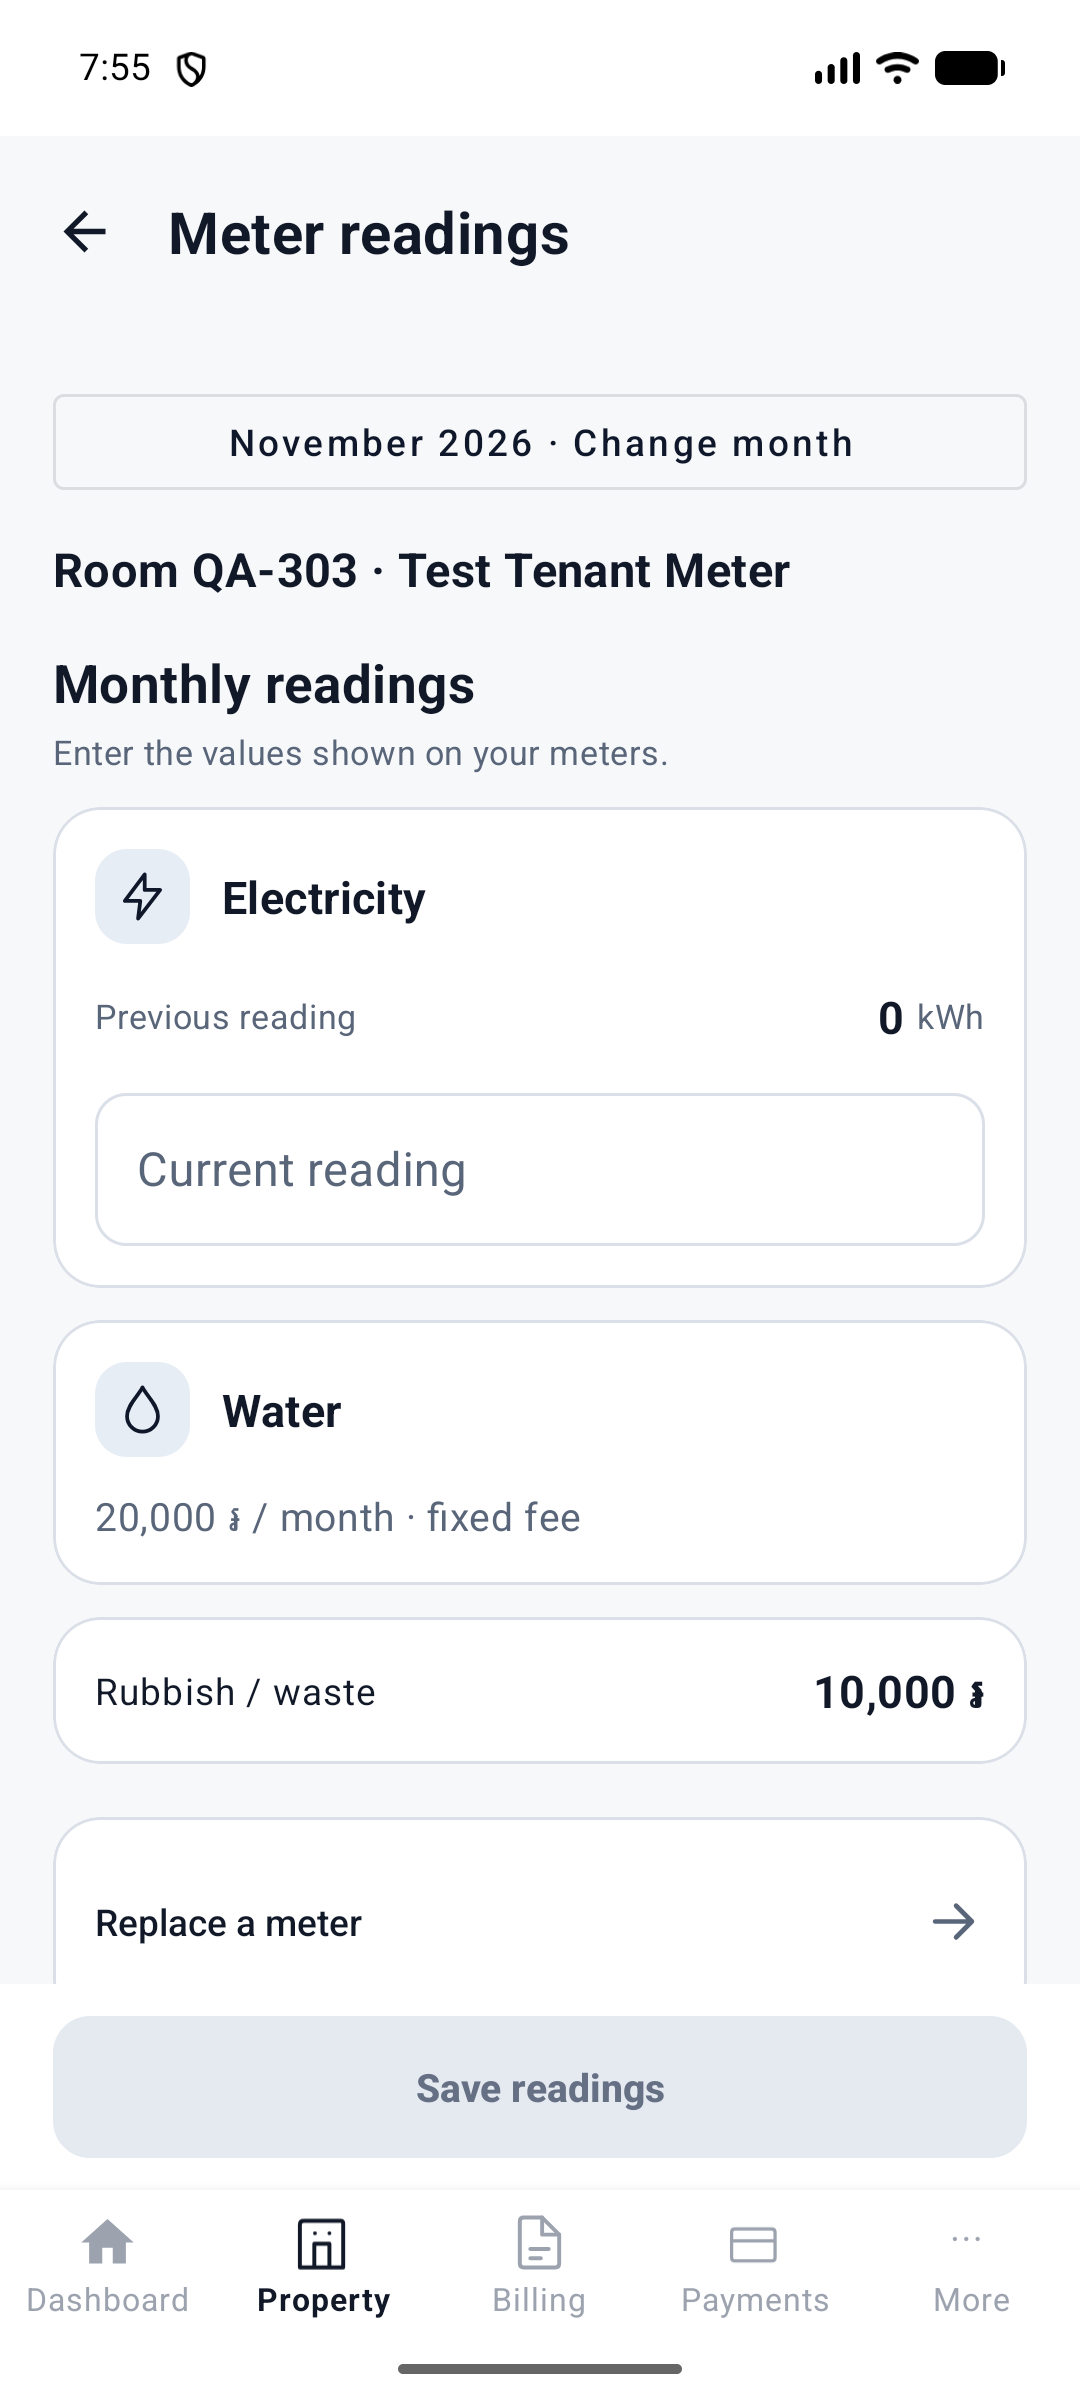 7:55
Meter readings
November 2026 · Change month
Room QA-303 · Test Tenant Meter
Monthly readings
Enter the values shown on your meters.
Electricity
Previous reading 0 kWh
Current reading
Water
20,000 ៛ / month · fixed fee
Rubbish / waste 10,000 ៛
Replace a meter
Save readings
Dashboard Property Billing Payments More